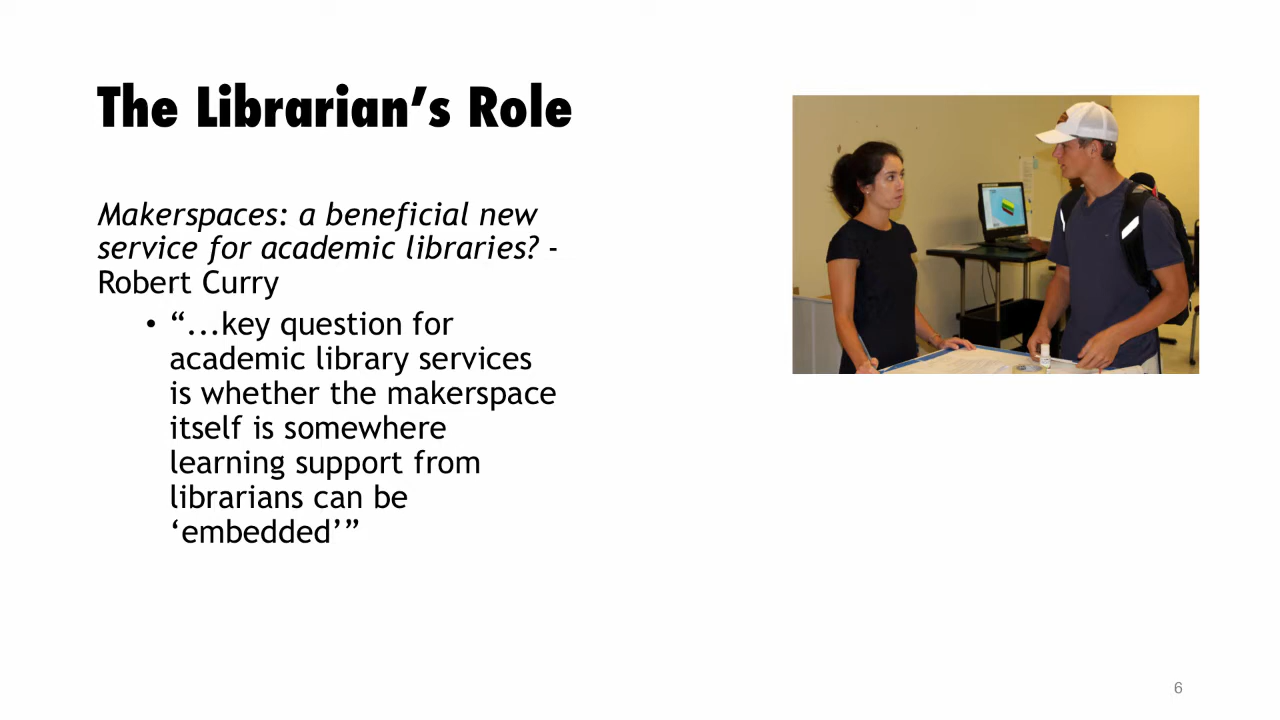 The Librarian’s Role
Makerspaces: a beneficial new
service for academic libraries? -
Robert Curry
• “...key question for
academic library services
is whether the makerspace
itself is somewhere
learning support from
librarians can be
‘embedded’”
6